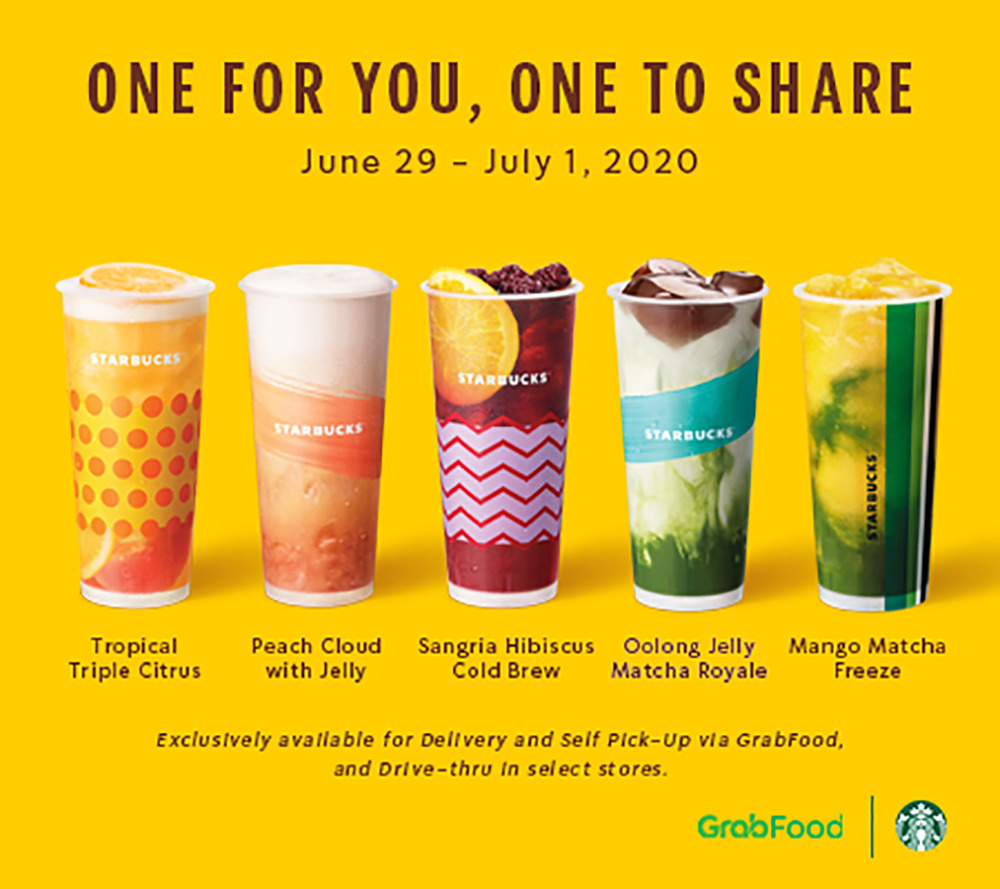 ONE FOR YOU, ONE TO SHARE
June 29 – July 1, 2020
STARBUCKS
STARBUCKS
STARBUCKS
STARBUCKS
STARBUCKS
Tropical
Triple Citrus
Peach Cloud
with Jelly
Sangria Hibiscus
Cold Brew
Oolong Jelly
Matcha Royale
Mango Matcha
Freeze
Exclusively available for Delivery and Self Pick-Up via GrabFood,
and Drive-thru in select stores.
GrabFood